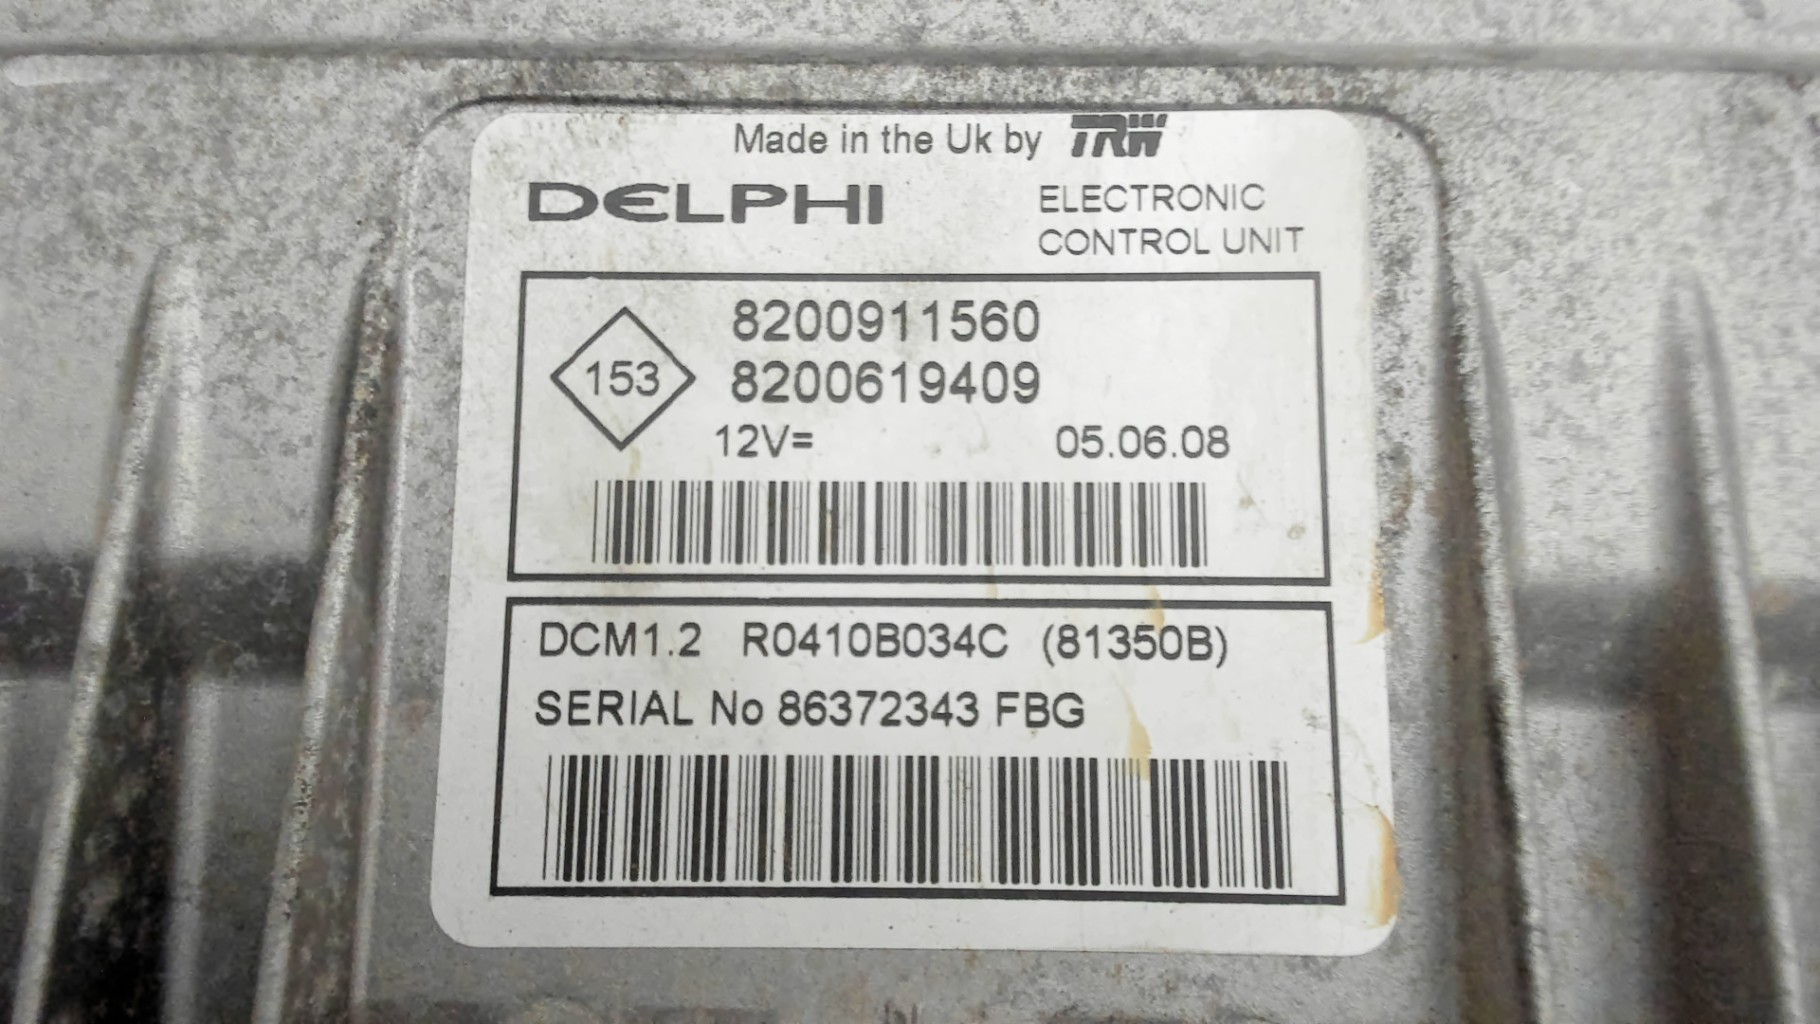 Made in the Uk by TRW
DELPHI
ELECTRONIC
CONTROL UNIT
153
8200911560
8200619409
12V=
05.06.08
DCM1.2 R0410B034C (81350B)
SERIAL No 86372343 FBG